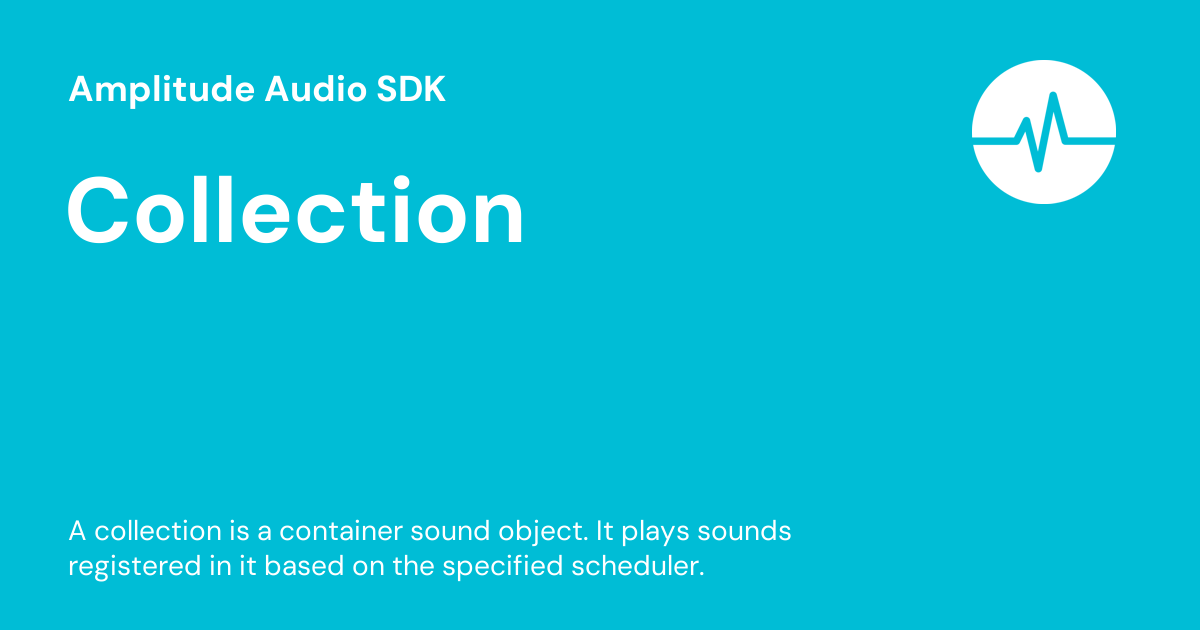 Amplitude Audio SDK
Collection
A collection is a container sound object. It plays sounds
registered in it based on the specified scheduler.